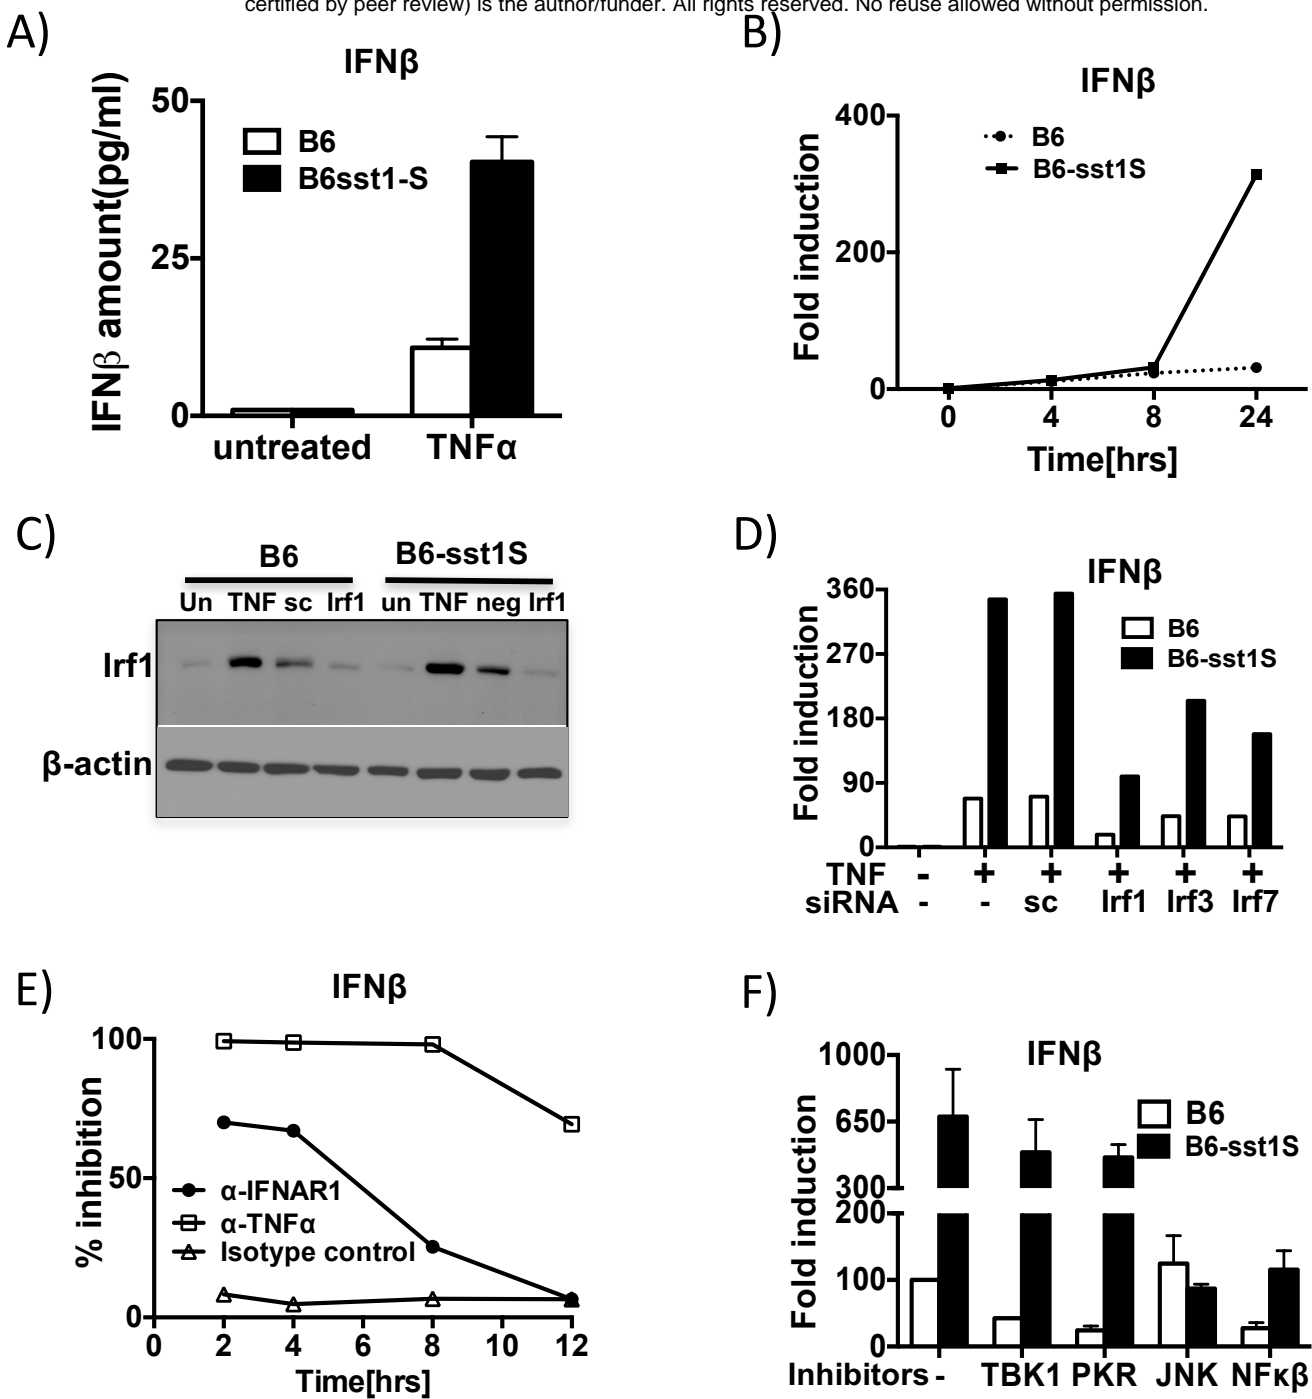 certified by peer review) is the author/funder. All rights reserved. No reuse allowed without permission.
A)
IFNβ
IFNβ amount(pg/ml)
50
25
0
B6
B6sst1-S
untreated TNFα
B)
IFNβ
Fold induction
400
200
0
B6
B6-sst1S
0 4 8 24
Time[hrs]
C)
B6 B6-sst1S
Un TNF sc Irf1 un TNF neg Irf1
Irf1
β-actin
D)
IFNβ
Fold induction
360
270
180
90
0
B6
B6-sst1S
TNF - + + + + +
siRNA - - sc Irf1 Irf3 Irf7
E)
IFNβ
% inhibition
100
50
0
α-IFNAR1
α-TNFα
Isotype control
0 2 4 6 8 10 12
Time[hrs]
F)
IFNβ
Fold induction
1000
650
300
200
100
0
B6
B6-sst1S
Inhibitors - TBK1 PKR JNK NFκβ